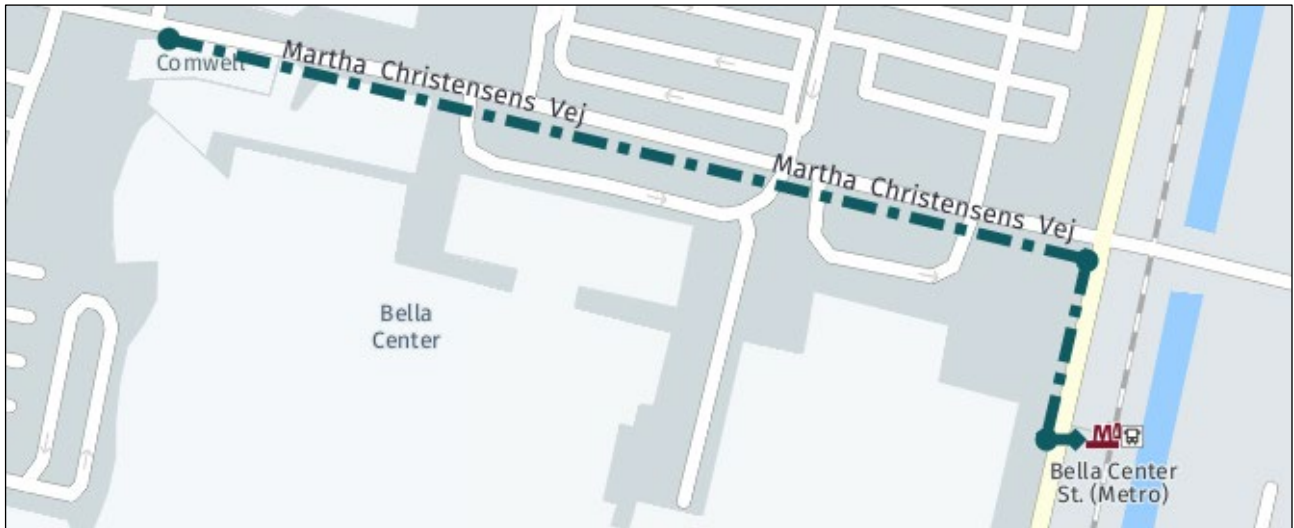 Comwell
Martha Christensens Vej
Martha Christensens Vej
Bella
Center
M
Bella Center
St. (Metro)